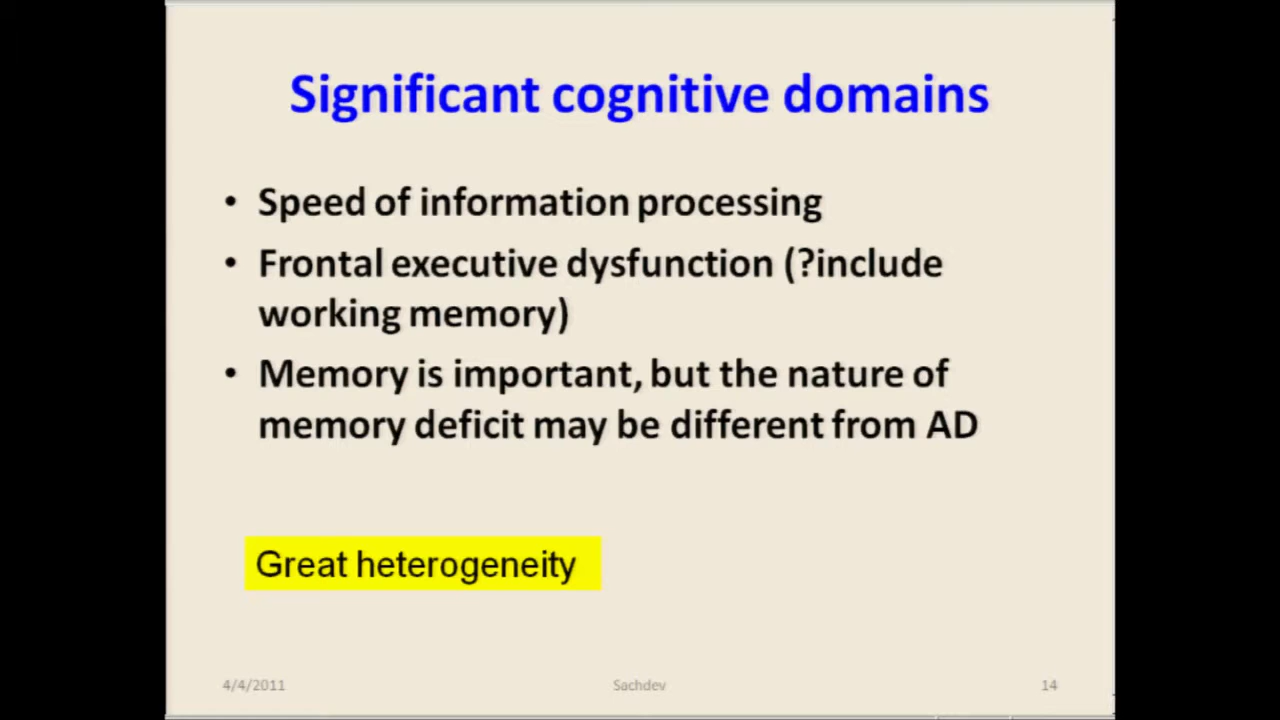 Significant cognitive domains
• Speed of information processing
• Frontal executive dysfunction (?include
working memory)
• Memory is important, but the nature of
memory deficit may be different from AD
Great heterogeneity
4/4/2011
Sachdev
14